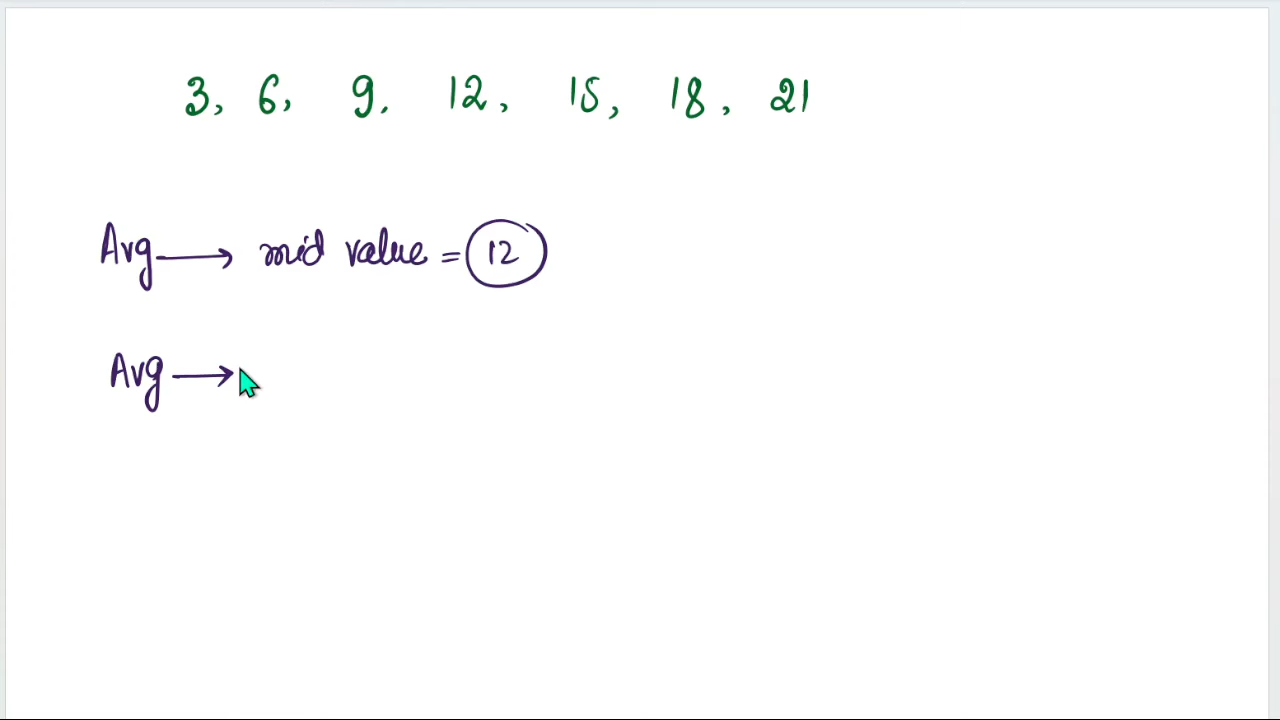 3, 6, 9, 12, 15, 18, 21
Avg → mid value = 12
Avg →